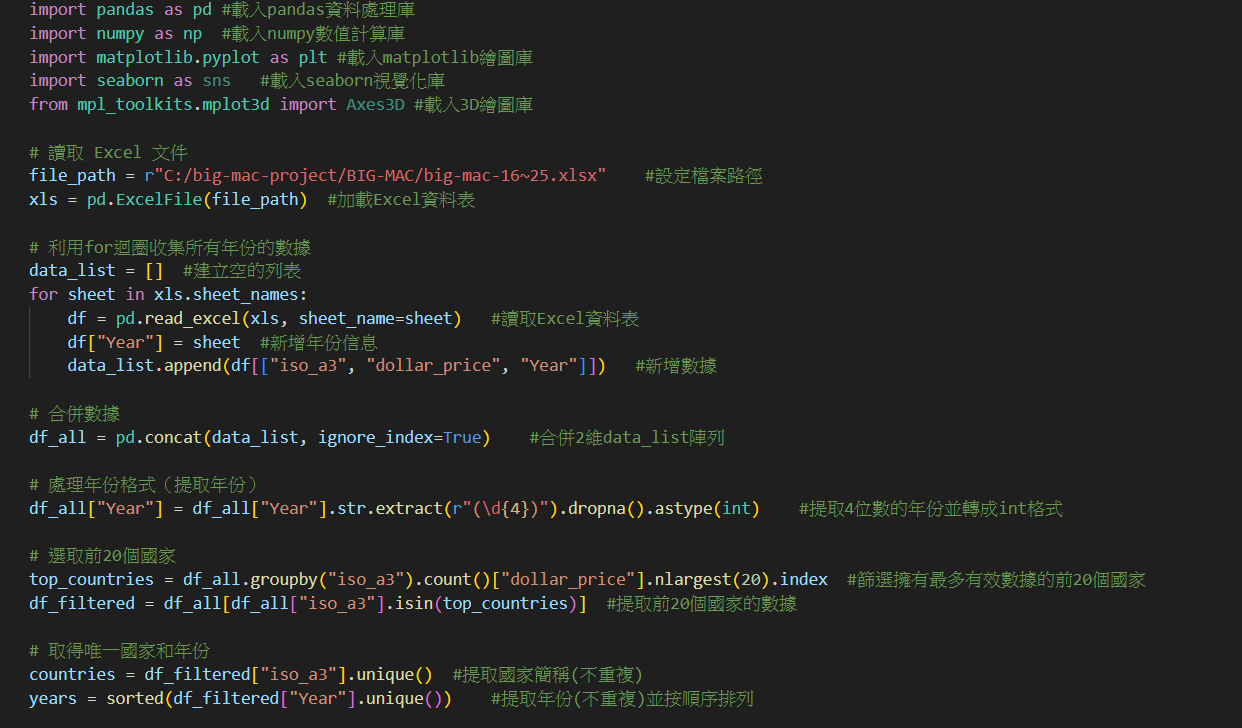 import pandas as pd #載入pandas資料處理庫
import numpy as np  #載入numpy數值計算庫
import matplotlib.pyplot as plt #載入matplotlib繪圖庫
import seaborn as sns   #載入seaborn視覺化庫
from mpl_toolkits.mplot3d import Axes3D #載入3D繪圖庫
# 讀取 Excel 文件
file_path = r"C:/big-mac-project/BIG-MAC/big-mac-16~25.xlsx"    #設定檔案路徑
xls = pd.ExcelFile(file_path)  #加載Excel資料表
# 利用for迴圈收集所有年份的數據
data_list = []  #建立空的列表
for sheet in xls.sheet_names:
    df = pd.read_excel(xls, sheet_name=sheet)   #讀取Excel資料表
    df["Year"] = sheet  #新增年份信息
    data_list.append(df[["iso_a3", "dollar_price", "Year"]])   #新增數據
# 合併數據
df_all = pd.concat(data_list, ignore_index=True)    #合併2維data_list陣列
# 處理年份格式（提取年份）
df_all["Year"] = df_all["Year"].str.extract(r"(\d{4})").dropna().astype(int)    #提取4位數的年份並轉成int格式
# 選取前20個國家
top_countries = df_all.groupby("iso_a3").count()["dollar_price"].nlargest(20).index  #篩選擁有最多有效數據的前20個國家
df_filtered = df_all[df_all["iso_a3"].isin(top_countries)]  #提取前20個國家的數據
# 取得唯一國家和年份
countries = df_filtered["iso_a3"].unique()  #提取國家簡稱(不重複)
years = sorted(df_filtered["Year"].unique())    #提取年份(不重複)並按順序排列